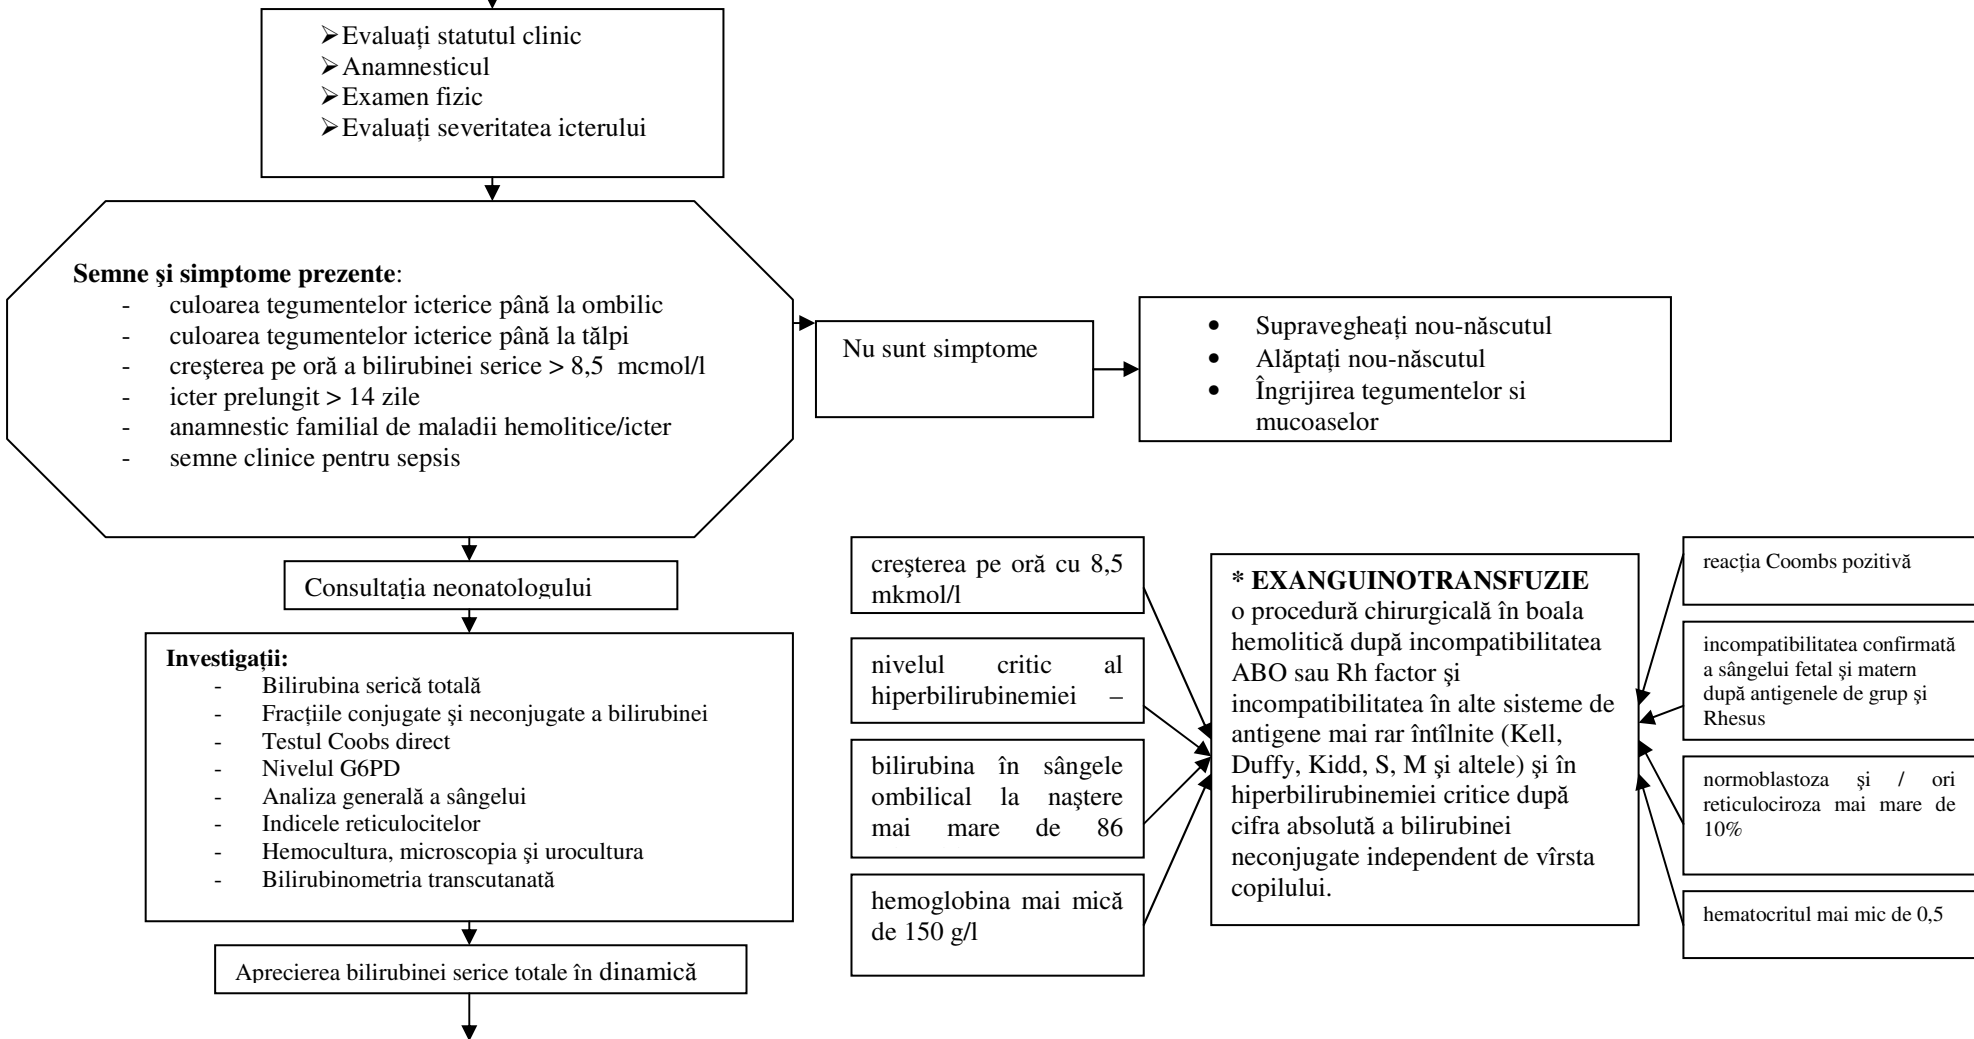 ➢Evaluați statutul clinic
➢Anamnesticul
➢Examen fizic
➢Evaluați severitatea icterului
Semne şi simptome prezente:
- culoarea tegumentelor icterice până la ombilic
- culoarea tegumentelor icterice până la tălpi
- creşterea pe oră a bilirubinei serice > 8,5 mcmol/l
- icter prelungit > 14 zile
- anamnestic familial de maladii hemolitice/icter
- semne clinice pentru sepsis
Nu sunt simptome
• Supravegheați nou-născutul
• Alăptați nou-născutul
• Îngrijirea tegumentelor si
mucoaselor
Consultația neonatologului
Investigații:
- Bilirubina serică totală
- Fracțiile conjugate şi neconjugate a bilirubinei
- Testul Coobs direct
- Nivelul G6PD
- Analiza generală a sângelui
- Indicele reticulocitelor
- Hemocultura, microscopia şi urocultura
- Bilirubinometria transcutanată
Aprecierea bilirubinei serice totale în dinamică
creşterea pe oră cu 8,5
mkmol/l
nivelul critic al
hiperbilirubinemiei –
bilirubina în sângele
ombilical la naştere
mai mare de 86
hemoglobina mai mică
de 150 g/l
* EXANGUINOTRANSFUZIE
o procedură chirurgicală în boala
hemolitică după incompatibilitatea
ABO sau Rh factor şi
incompatibilitatea în alte sisteme de
antigene mai rar întîlnite (Kell,
Duffy, Kidd, S, M şi altele) şi în
hiperbilirubinemiei critice după
cifra absolută a bilirubinei
neconjugate independent de vîrsta
copilului.
reacția Coombs pozitivă
incompatibilitatea confirmată
a sângelui fetal şi matern
după antigenele de grup şi
Rhesus
normoblastoza şi / ori
reticulociroza mai mare de
10%
hematocritul mai mic de 0,5